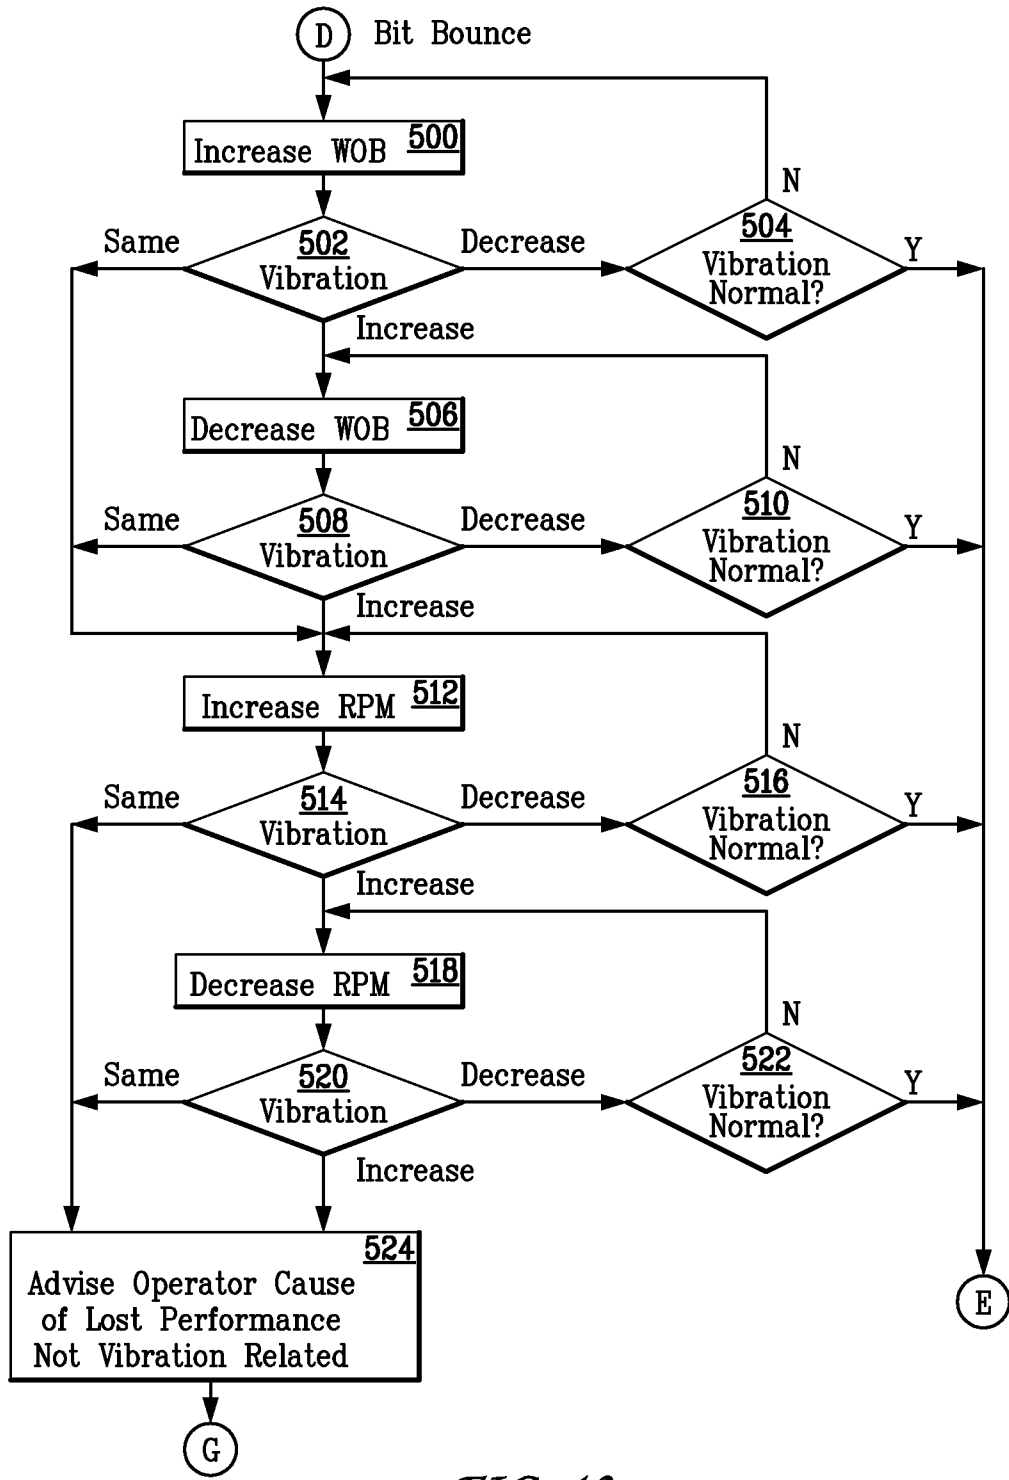 D Bit Bounce
Increase WOB 500
N
Same
502
Vibration
Decrease
504
Vibration
Normal?
Y
Increase
Decrease WOB 506
N
Same
508
Vibration
Decrease
510
Vibration
Normal?
Y
Increase
Increase RPM 512
N
Same
514
Vibration
Decrease
516
Vibration
Normal?
Y
Increase
Decrease RPM 518
N
Same
520
Vibration
Decrease
522
Vibration
Normal?
Y
Increase
524
Advise Operator Cause
of Lost Performance
Not Vibration Related
E
G